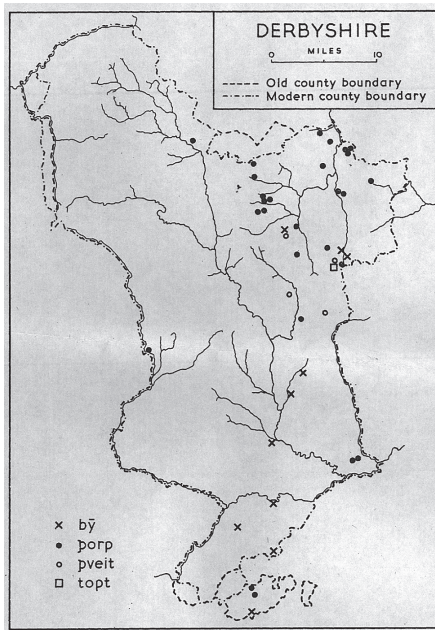 DERBYSHIRE
0 MILES 10
Old county boundary
Modern county boundary
bȳ
þorp
þveit
topt